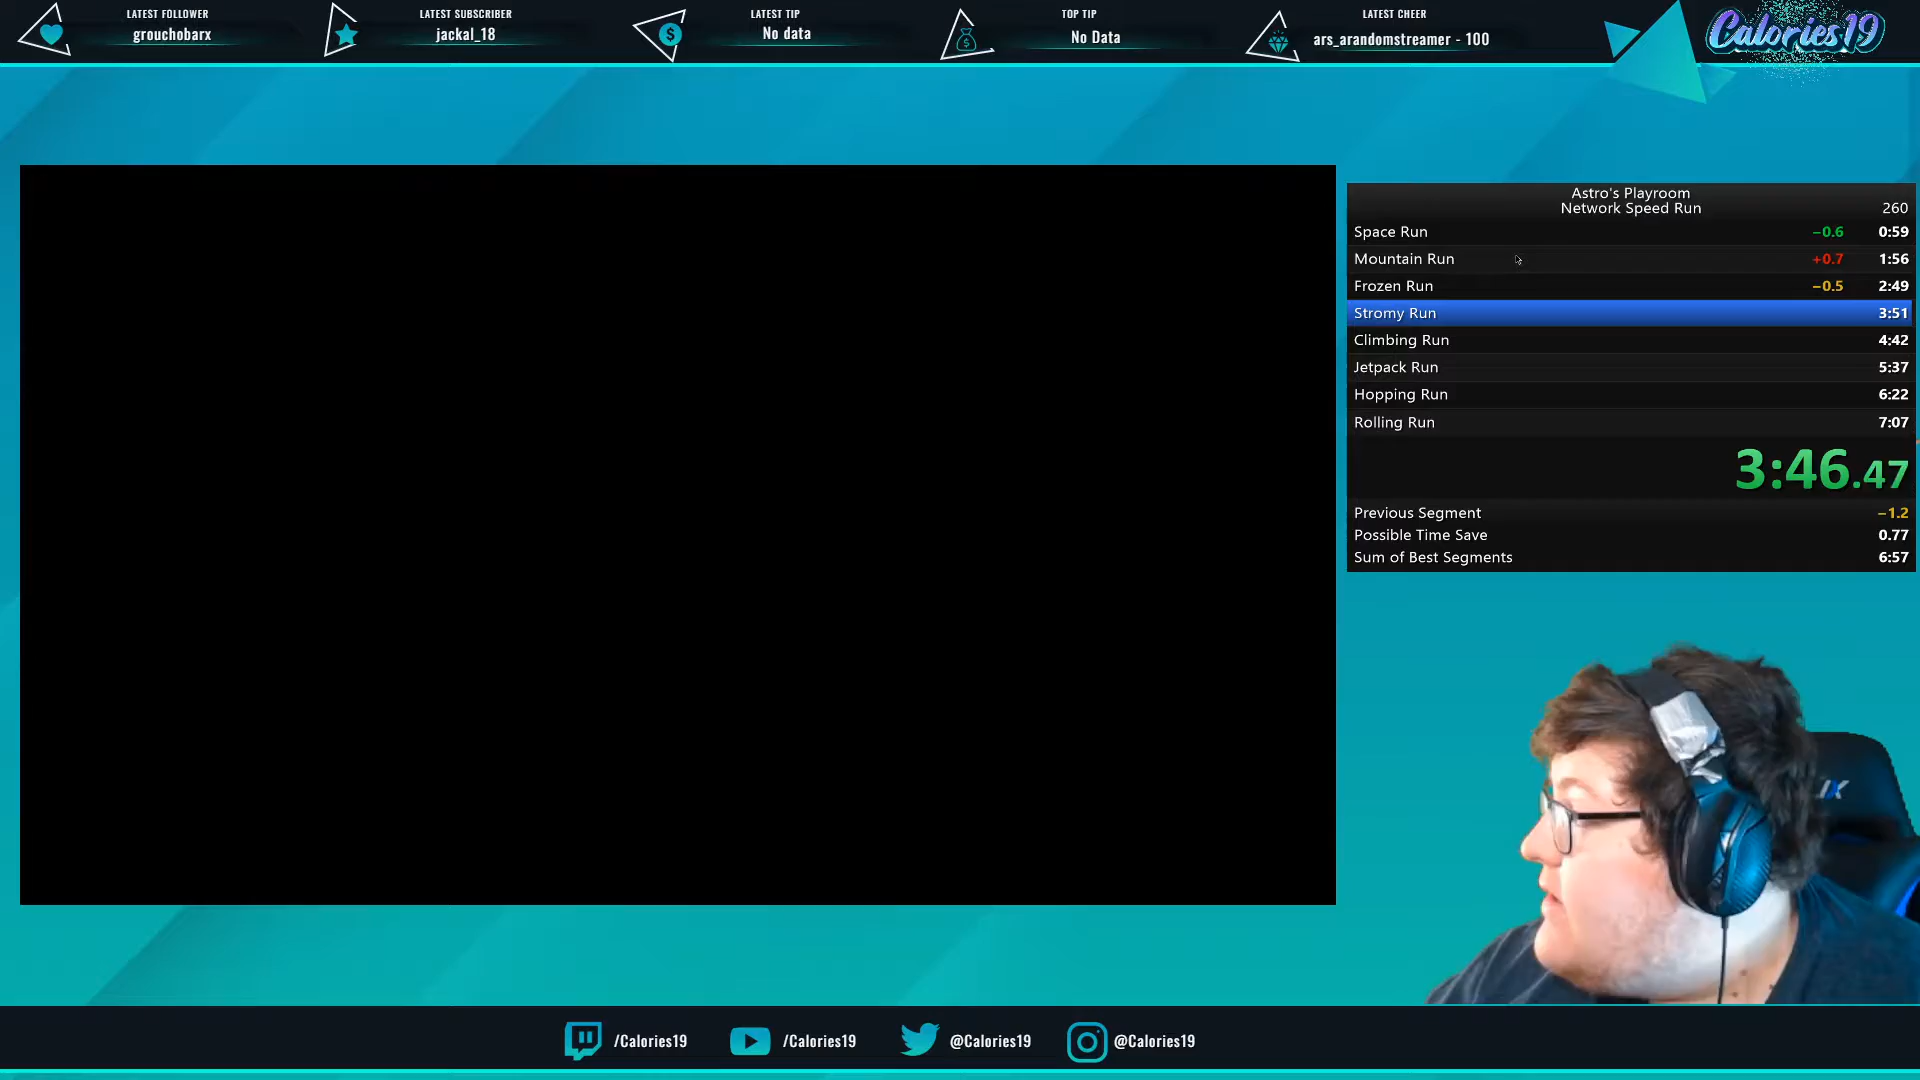 LATEST FOLLOWER
grouchobarx
LATEST SUBSCRIBER
jackal_18
LATEST TIP
No data
TOP TIP
No Data
LATEST CHEER
ars_arandomstreamer - 100
Calories19
Astro's Playroom
Network Speed Run 260
Space Run −0.6 0:59
Mountain Run +0.7 1:56
Frozen Run −0.5 2:49
Stromy Run 3:51
Climbing Run 4:42
Jetpack Run 5:37
Hopping Run 6:22
Rolling Run 7:07
3:46.47
Previous Segment −1.2
Possible Time Save 0.77
Sum of Best Segments 6:57
/Calories19 /Calories19 @Calories19 @Calories19